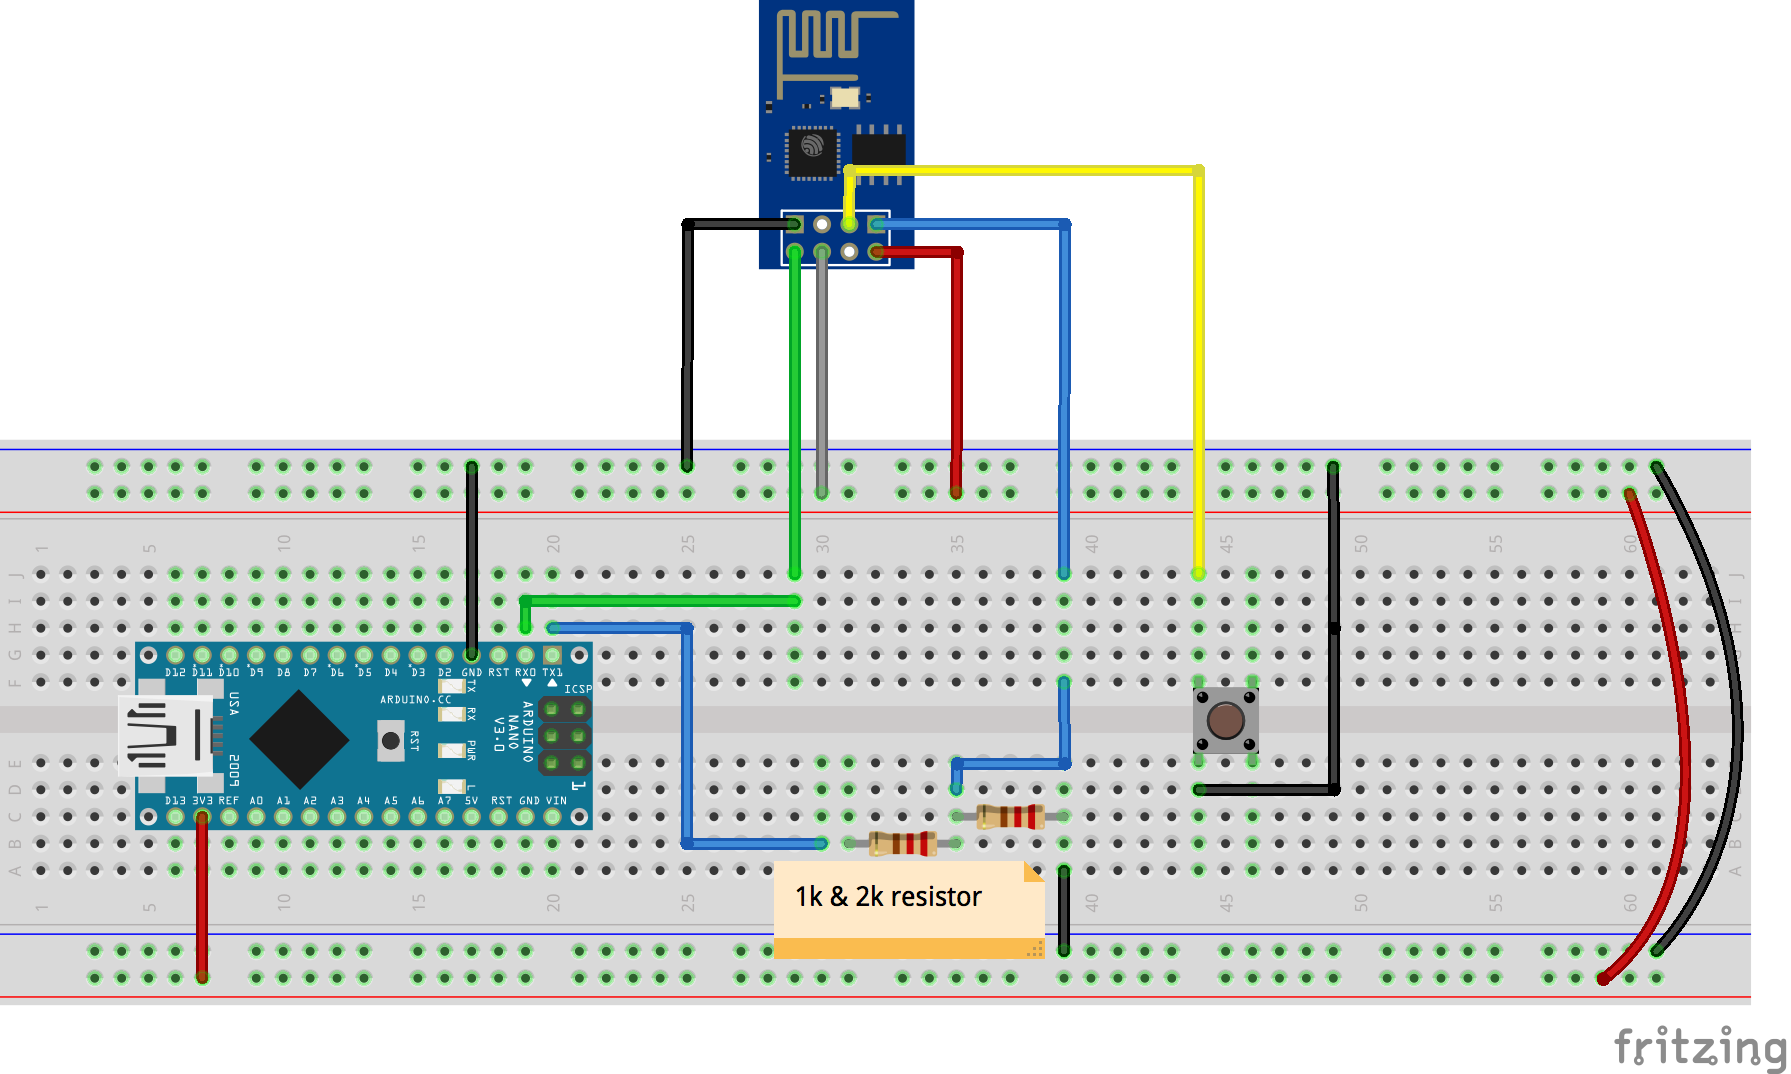 1 5 10 15 20 25 30 35 40 45 50 55 60
J J
I I
H H
G G
F F
D12 D11 D10 D9 D8 D7 D6 D5 D4 D3 D2 GND RST RX0 TX1
ICSP
TX
RX
PWR
L
ARDUINO.CC
USA
2005
RST
ARDUINO
NANO
V3.0
1
D13 3V3 REF A0 A1 A2 A3 A4 A5 A6 A7 5V RST GND VIN
E E
D D
C C
B B
A A
1k & 2k resistor
1 5 10 15 20 25 40 45 50 55 60
fritzing